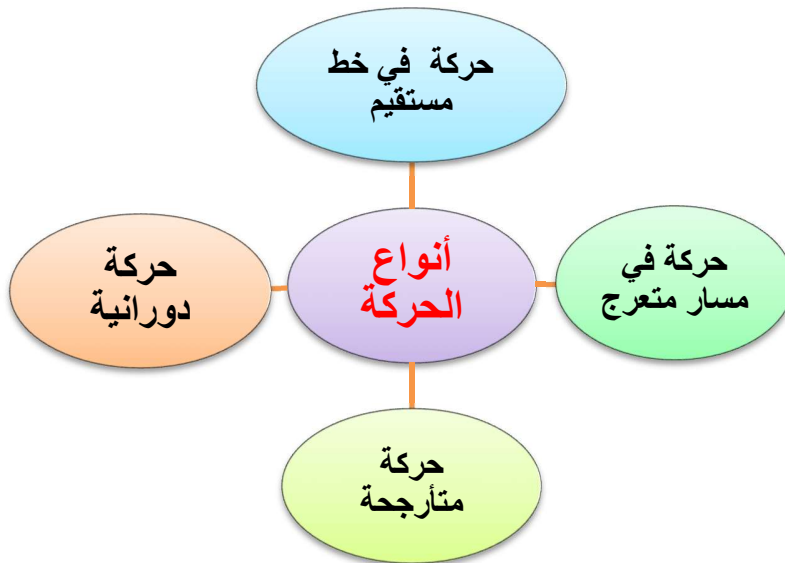 حركة في خط
مستقيم
حركة في
مسار متعرج
أنواع
الحركة
حركة
دورانية
حركة
متأرجحة